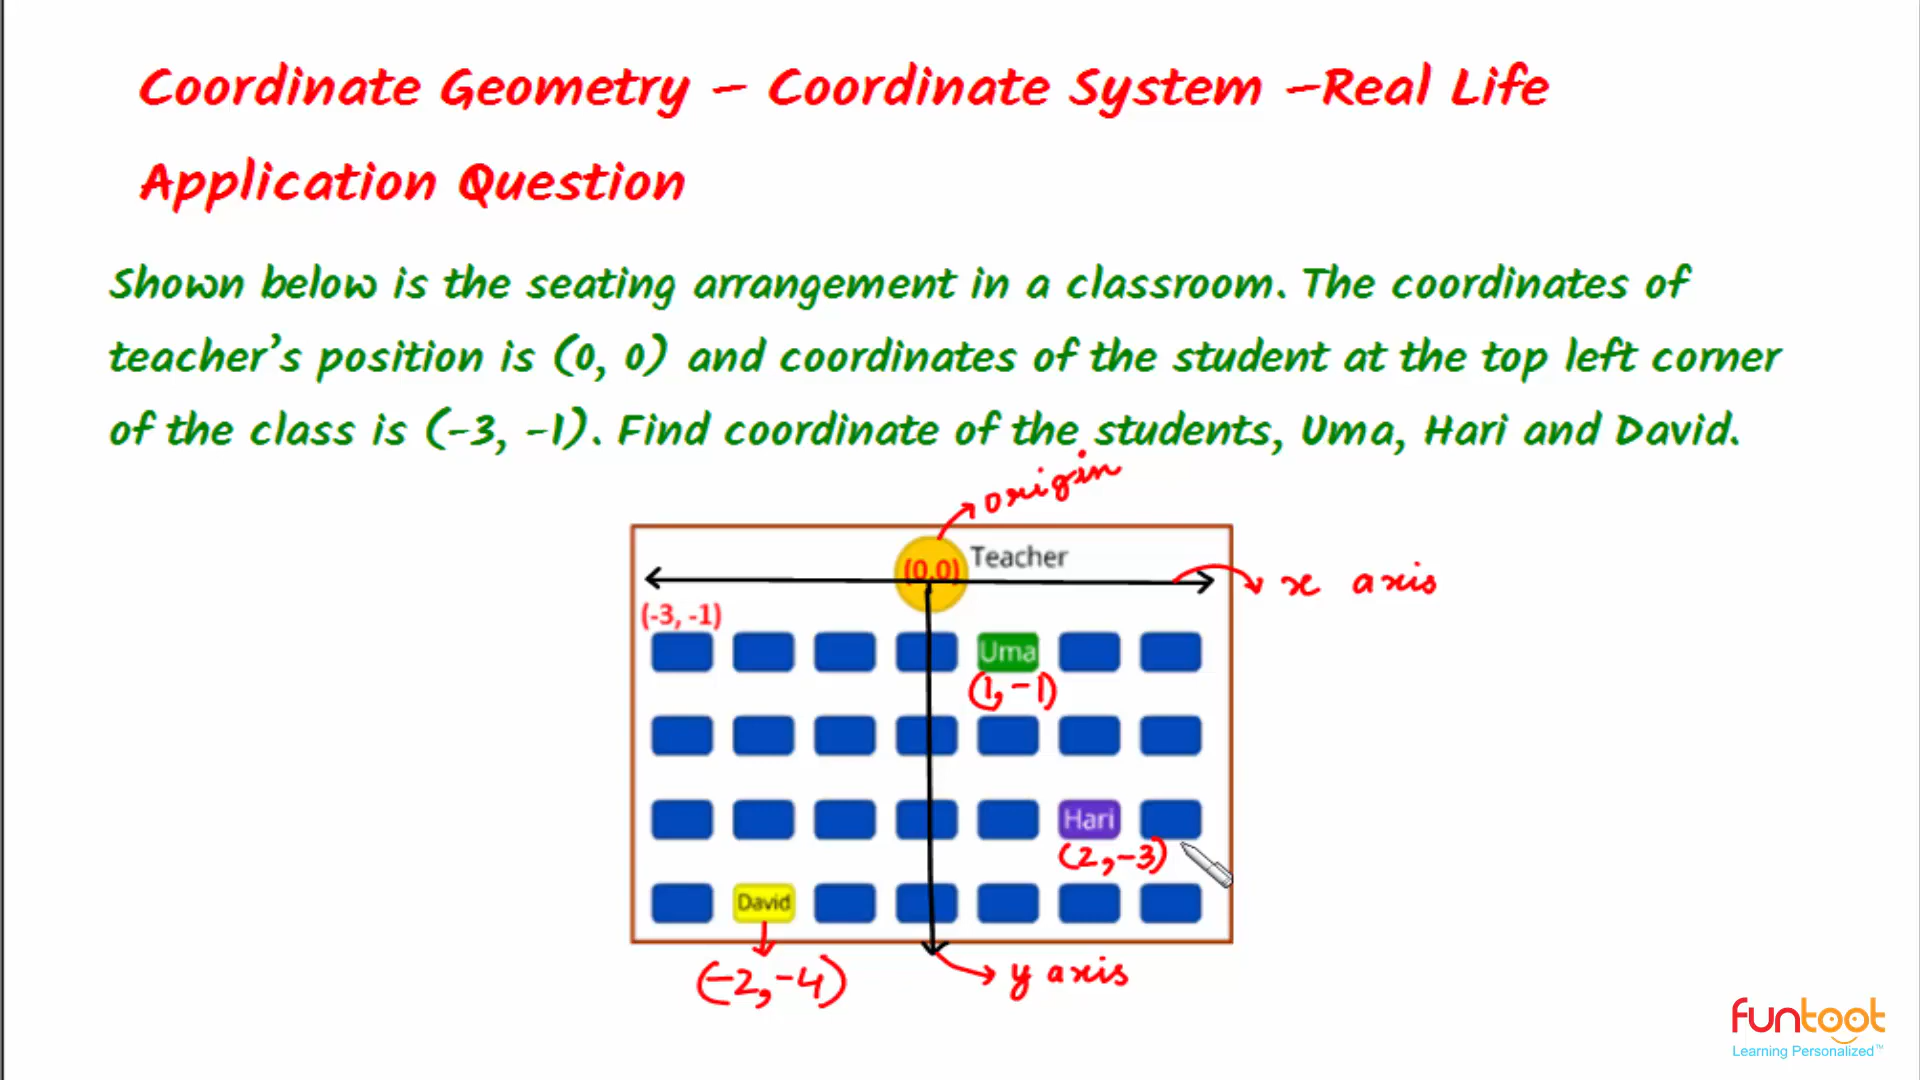 Coordinate Geometry – Coordinate System –Real Life
Application Question
Shown below is the seating arrangement in a classroom. The coordinates of
teacher's position is (0, 0) and coordinates of the student at the top left corner
of the class is (-3, -1). Find coordinate of the students, Uma, Hari and David.
origin
Teacher
(0,0)
x axis
(-3, -1)
Uma
(1, -1)
Hari
(2, -3)
David
(-2, -4)
y axis
funtoot
Learning Personalized™